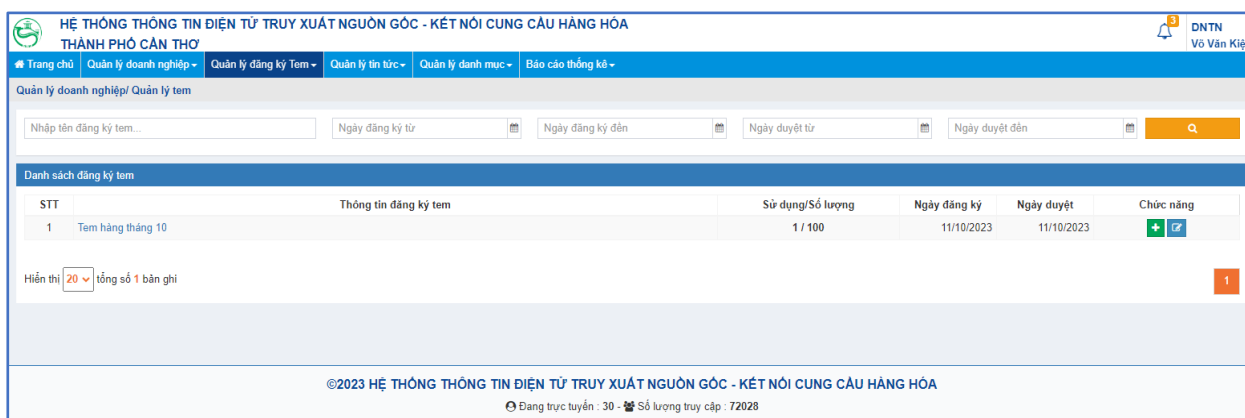 HỆ THỐNG THÔNG TIN ĐIỆN TỬ TRUY XUẤT NGUỒN GỐC - KẾT NỐI CUNG CẦU HÀNG HÓA
THÀNH PHỐ CẦN THƠ
3
DNTN
Võ Văn Kiệ
Trang chủ Quản lý doanh nghiệp Quản lý đăng ký Tem Quản lý tin tức Quản lý danh mục Báo cáo thống kê
Quản lý doanh nghiệp/ Quản lý tem
Nhập tên đăng ký tem... Ngày đăng ký từ Ngày đăng ký đến Ngày duyệt từ Ngày duyệt đến
Danh sách đăng ký tem
STT Thông tin đăng ký tem Sử dụng/Số lượng Ngày đăng ký Ngày duyệt Chức năng
1 Tem hàng tháng 10 1 / 100 11/10/2023 11/10/2023
Hiển thị 20 tổng số 1 bản ghi 1
©2023 HỆ THỐNG THÔNG TIN ĐIỆN TỬ TRUY XUẤT NGUỒN GỐC - KẾT NỐI CUNG CẦU HÀNG HÓA
Đang trực tuyến : 30 - Số lượng truy cập : 72028